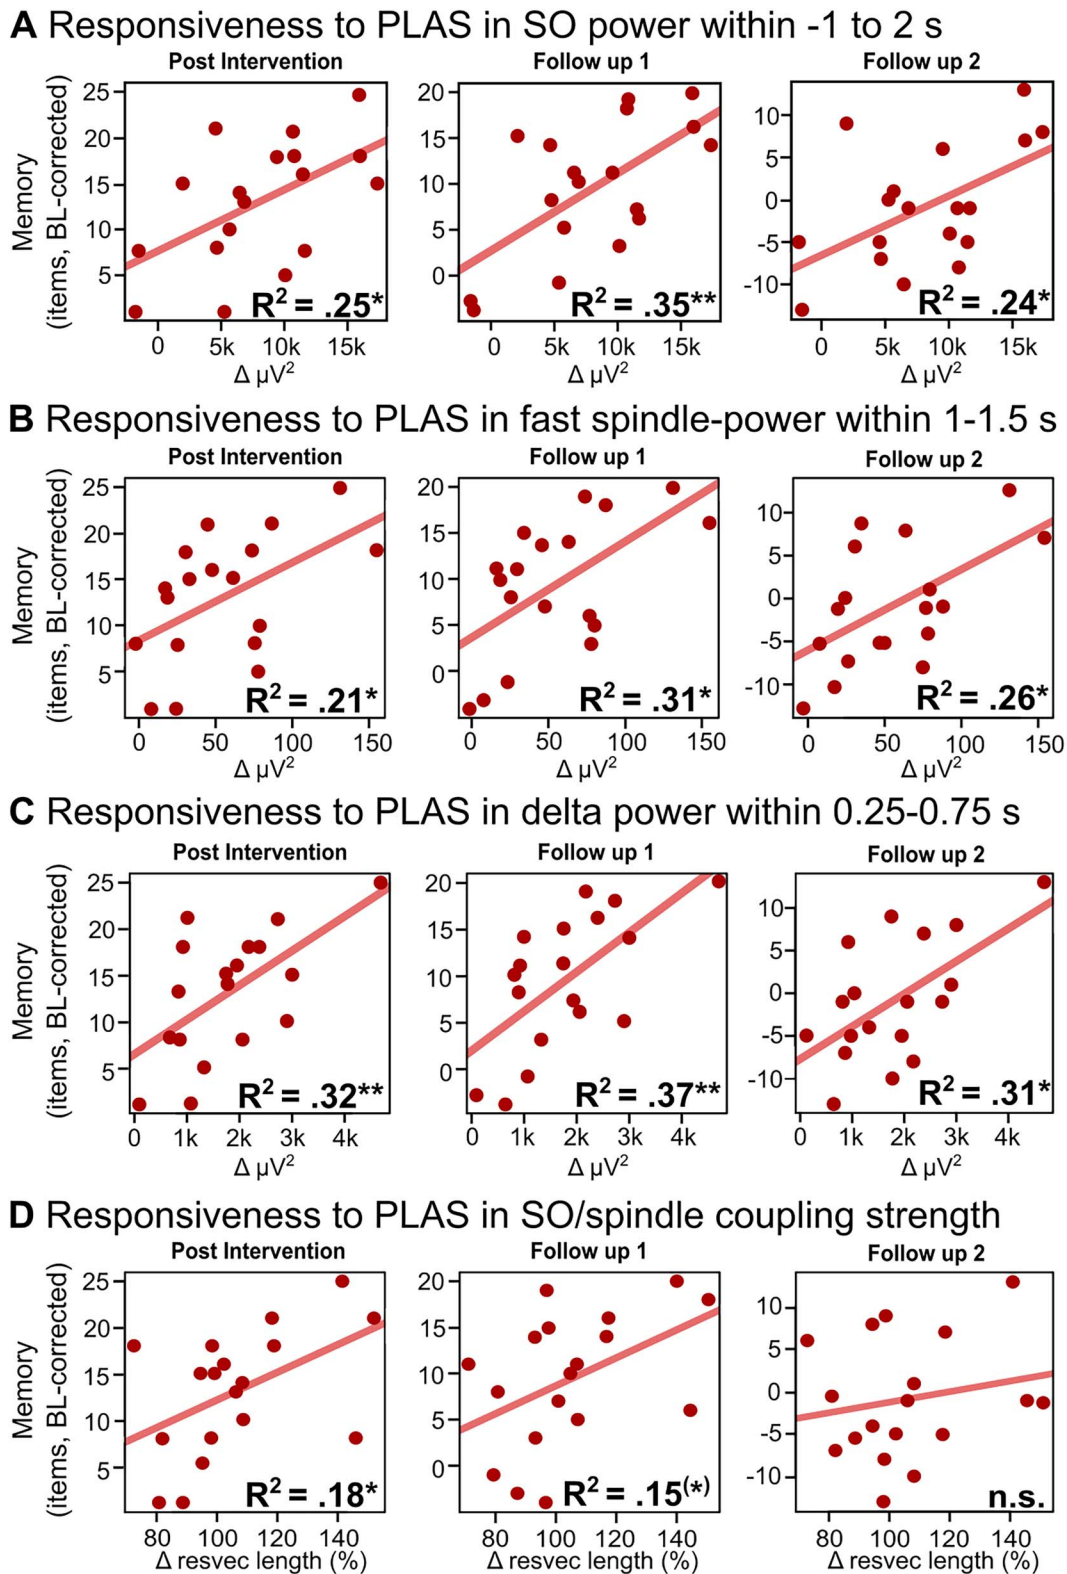 A Responsiveness to PLAS in SO power within -1 to 2 s
Post Intervention
Follow up 1
Follow up 2
Memory
(items, BL-corrected)
25
20
15
10
5
R² = .25*
0
5k
10k
15k
Δ µV²
20
15
10
5
0
R² = .35**
0
5k
10k
15k
Δ µV²
10
5
0
-5
-10
R² = .24*
0
5k
10k
15k
Δ µV²
B Responsiveness to PLAS in fast spindle-power within 1-1.5 s
Post Intervention
Follow up 1
Follow up 2
Memory
(items, BL-corrected)
25
20
15
10
5
R² = .21*
0
50
100
150
Δ µV²
20
15
10
5
0
R² = .31*
0
50
100
150
Δ µV²
10
5
0
-5
-10
R² = .26*
0
50
100
150
Δ µV²
C Responsiveness to PLAS in delta power within 0.25-0.75 s
Post Intervention
Follow up 1
Follow up 2
Memory
(items, BL-corrected)
25
20
15
10
5
R² = .32**
0
1k
2k
3k
4k
Δ µV²
20
15
10
5
0
R² = .37**
0
1k
2k
3k
4k
Δ µV²
10
5
0
-5
-10
R² = .31*
0
1k
2k
3k
4k
Δ µV²
D Responsiveness to PLAS in SO/spindle coupling strength
Post Intervention
Follow up 1
Follow up 2
Memory
(items, BL-corrected)
25
20
15
10
5
R² = .18*
80
100
120
140
Δ resvec length (%)
20
15
10
5
0
R² = .15(*)
80
100
120
140
Δ resvec length (%)
10
5
0
-5
-10
n.s.
80
100
120
140
Δ resvec length (%)